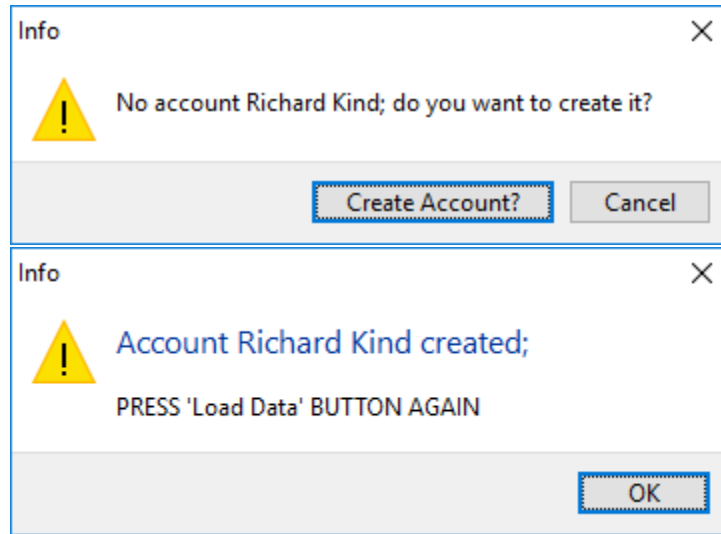 Info
No account Richard Kind; do you want to create it?
Create Account?
Cancel
Info
Account Richard Kind created;
PRESS 'Load Data' BUTTON AGAIN
OK